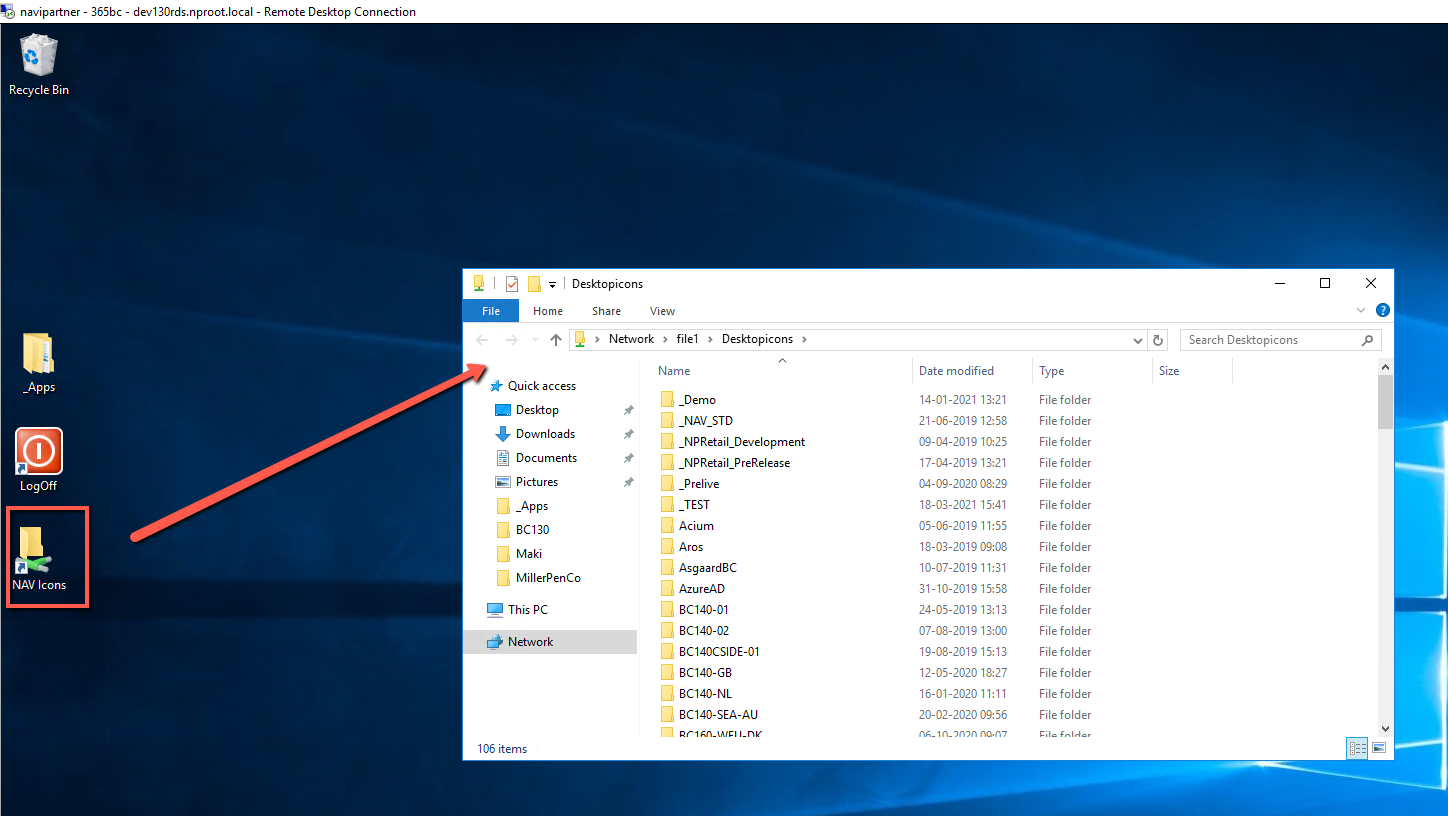 navipartner - 365bc - dev130rds.nproot.local - Remote Desktop Connection
Recycle Bin
_Apps
LogOff
NAV Icons
Desktopicons
File Home Share View
Network > file1 > Desktopicons >
Search Desktopicons
Quick access
Desktop
Downloads
Documents
Pictures
_Apps
BC130
Maki
MillerPenCo
This PC
Network
Name Date modified Type Size
_Demo 14-01-2021 13:21 File folder
_NAV_STD 21-06-2019 12:58 File folder
_NPRetail_Development 09-04-2019 10:25 File folder
_NPRetail_PreRelease 17-04-2019 13:21 File folder
_Prelive 04-09-2020 08:29 File folder
_TEST 18-03-2021 15:41 File folder
Acium 05-06-2019 11:55 File folder
Aros 18-03-2019 09:08 File folder
AsgaardBC 10-07-2019 11:31 File folder
AzureAD 31-10-2019 15:58 File folder
BC140-01 24-05-2019 13:13 File folder
BC140-02 07-08-2019 13:00 File folder
BC140CSIDE-01 19-08-2019 15:13 File folder
BC140-GB 12-05-2020 18:27 File folder
BC140-NL 16-01-2020 11:11 File folder
BC140-SEA-AU 20-02-2020 09:56 File folder
BC160-WEU-DK 06-10-2020 09:07 File folder
106 items